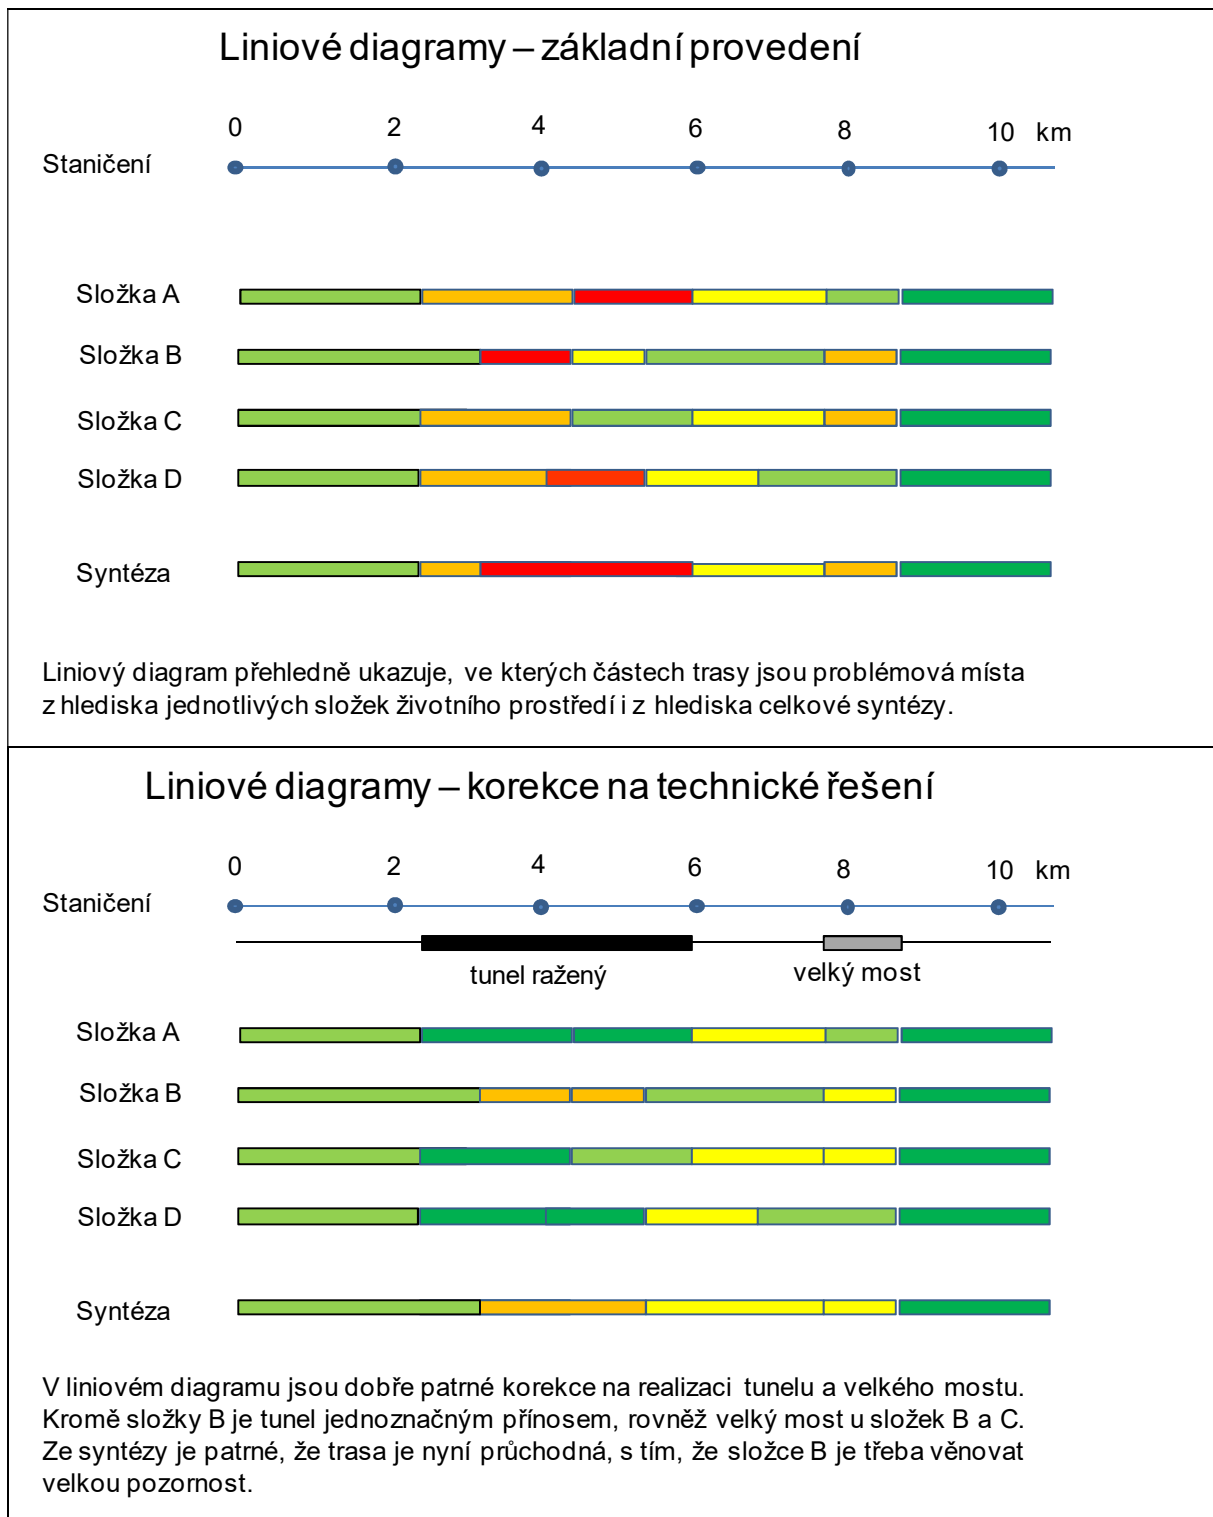 Liniové diagramy – základní provedení
0 2 4 6 8 10 km
Staničení
Složka A
Složka B
Složka C
Složka D
Syntéza
Liniový diagram přehledně ukazuje, ve kterých částech trasy jsou problémová místa
z hlediska jednotlivých složek životního prostředí i z hlediska celkové syntézy.
Liniové diagramy – korekce na technické řešení
0 2 4 6 8 10 km
Staničení
tunel ražený velký most
Složka A
Složka B
Složka C
Složka D
Syntéza
V liniovém diagramu jsou dobře patrné korekce na realizaci tunelu a velkého mostu.
Kromě složky B je tunel jednoznačným přínosem, rovněž velký most u složek B a C.
Ze syntézy je patrné, že trasa je nyní průchodná, s tím, že složce B je třeba věnovat
velkou pozornost.